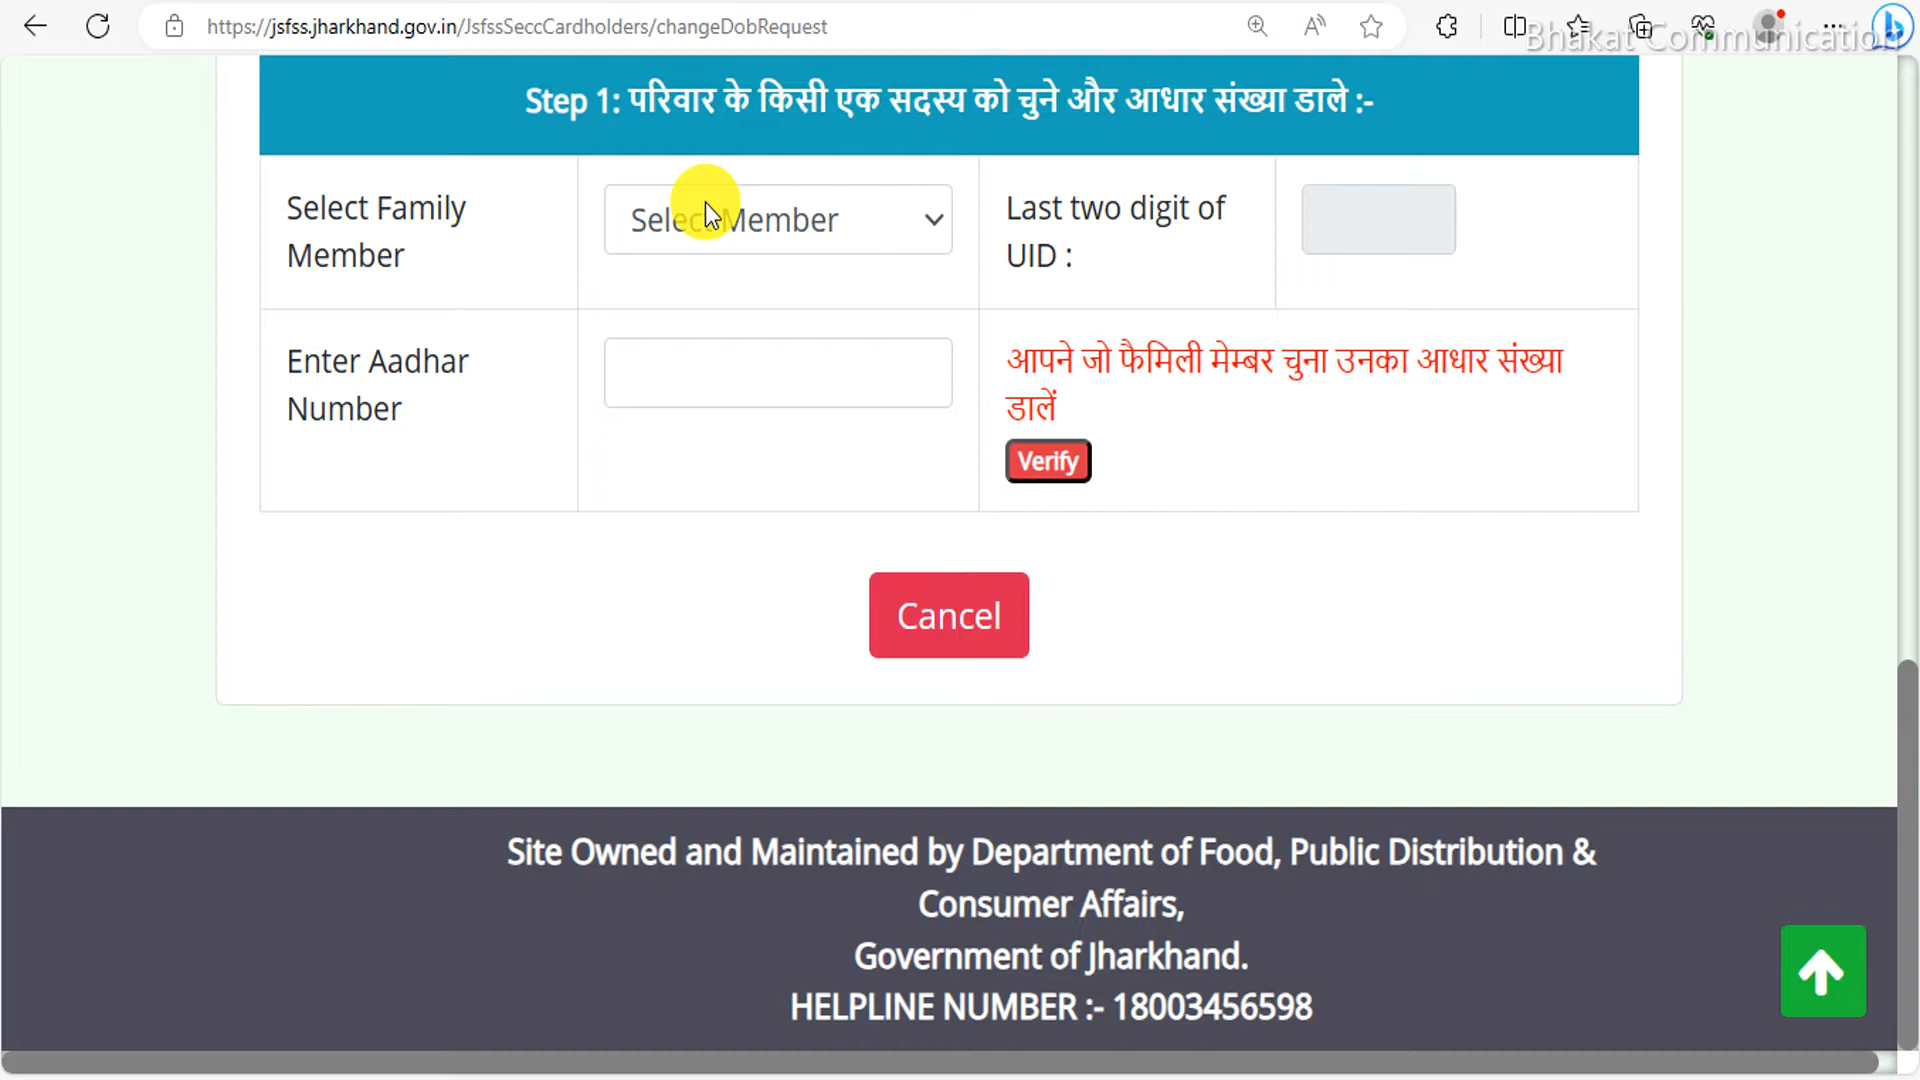 https://jsfss.jharkhand.gov.in/JsfssSeccCardholders/changeDobRequest
Bhakat Communication
Step 1: परिवार के किसी एक सदस्य को चुने और आधार संख्या डाले :-
Select Family
Member
Select Member
Last two digit of
UID :
Enter Aadhar
Number
आपने जो फैमिली मेम्बर चुना उनका आधार संख्या
डालें
Verify
Cancel
Site Owned and Maintained by Department of Food, Public Distribution &
Consumer Affairs,
Government of Jharkhand.
HELPLINE NUMBER :- 18003456598